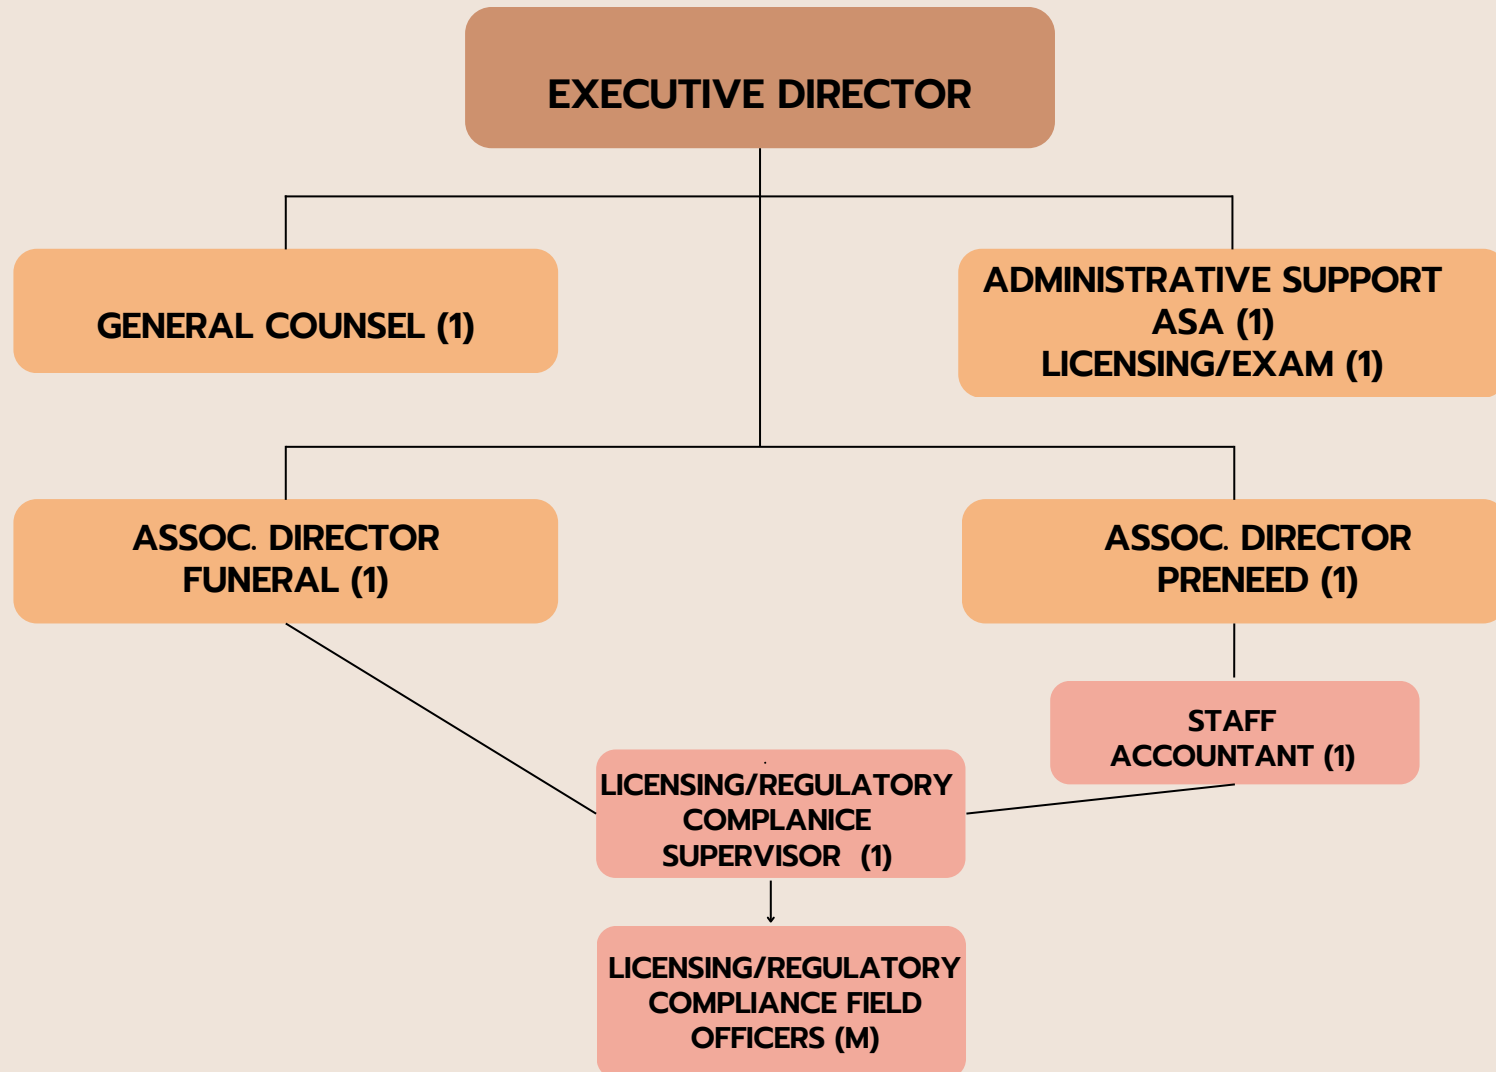 EXECUTIVE DIRECTOR
GENERAL COUNSEL (1)
ADMINISTRATIVE SUPPORT
ASA (1)
LICENSING/EXAM (1)
ASSOC. DIRECTOR
FUNERAL (1)
ASSOC. DIRECTOR
PRENEED (1)
STAFF
ACCOUNTANT (1)
LICENSING/REGULATORY
COMPLANICE
SUPERVISOR (1)
LICENSING/REGULATORY
COMPLIANCE FIELD
OFFICERS (M)